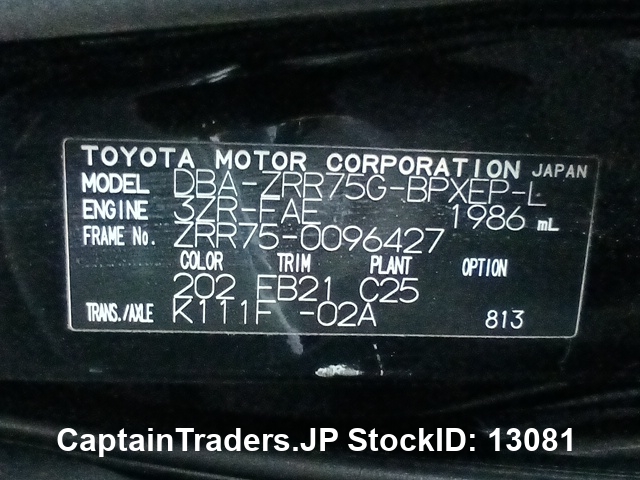 TOYOTA MOTOR CORPORATION JAPAN
MODEL DBA-ZRR75G-BPXEP-L
ENGINE 3ZR-FAE 1986 mL
FRAME No. ZRR75-0096427
COLOR TRIM PLANT OPTION
202 FB21 C25
TRANS./AXLE K111F -02A 813
CaptainTraders.JP StockID: 13081